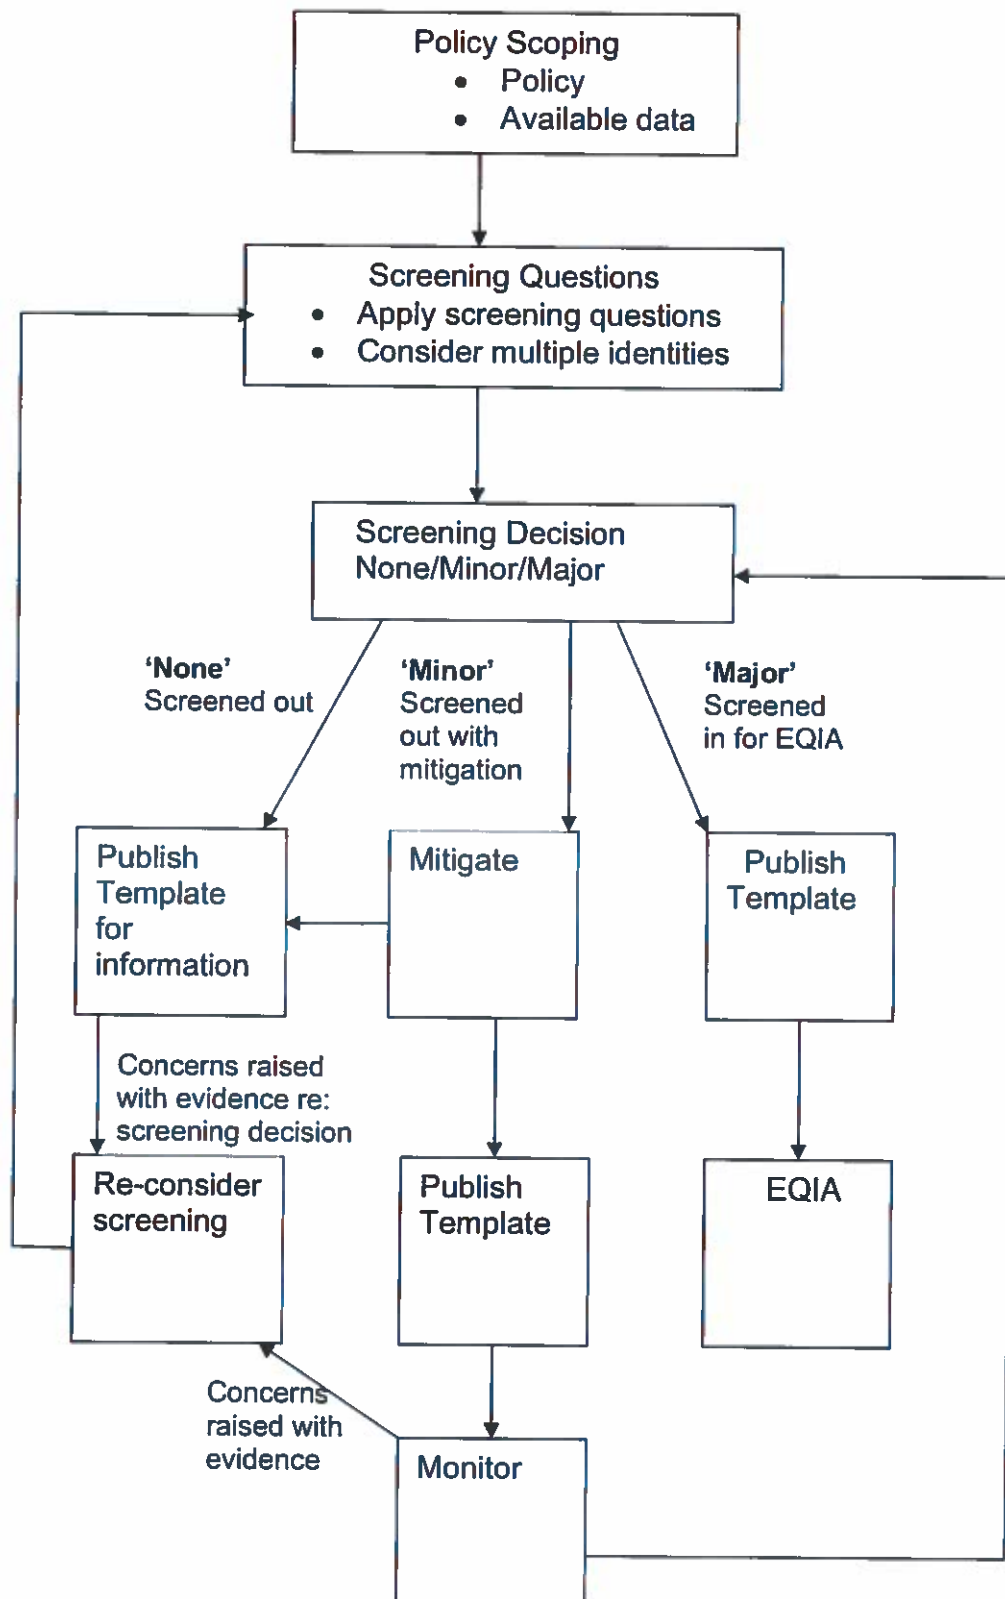 Policy Scoping
• Policy
• Available data
Screening Questions
• Apply screening questions
• Consider multiple identities
Screening Decision
None/Minor/Major
‘None’
Screened out
‘Minor’
Screened
out with
mitigation
‘Major’
Screened
in for EQIA
Publish
Template
for
information
Mitigate
Publish
Template
Concerns raised
with evidence re:
screening decision
Re-consider
screening
Publish
Template
EQIA
Concerns
raised with
evidence
Monitor